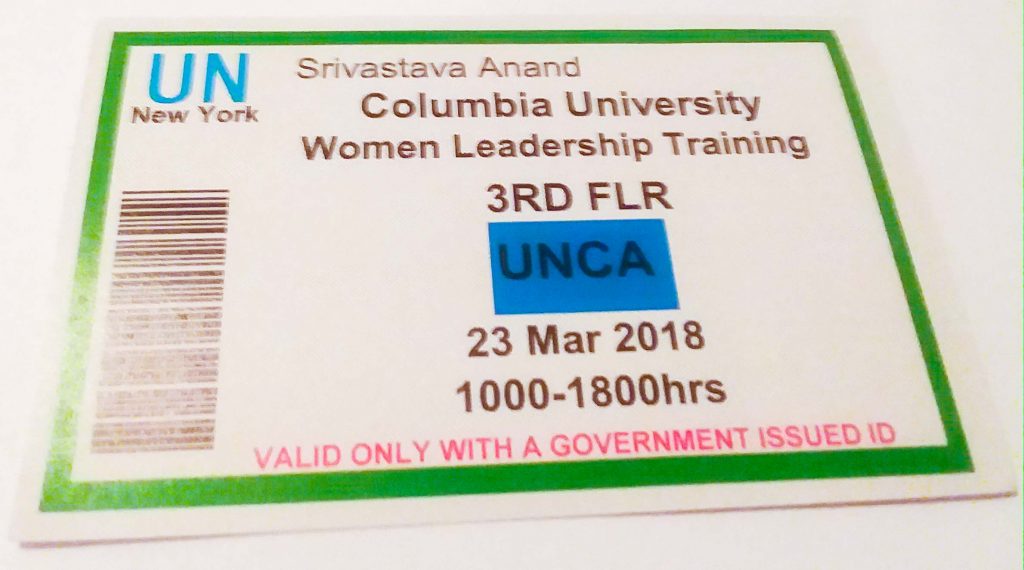 UN
New York
Srivastava Anand
Columbia University
Women Leadership Training
3RD FLR
UNCA
23 Mar 2018
1000-1800hrs
VALID ONLY WITH A GOVERNMENT ISSUED ID